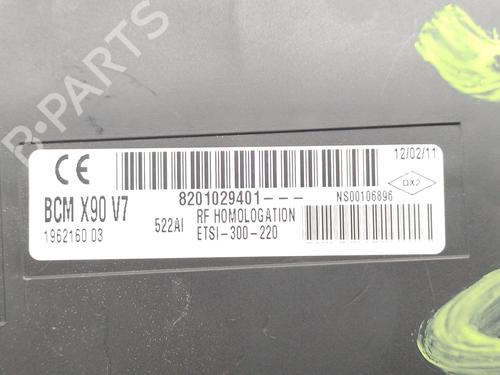 B-PARTS
12/02/11
CE
8201029401---
NS00106896
DX2
BCM X90 V7
522AI
RF HOMOLOGATION
1962160 03
ETSI-300-220